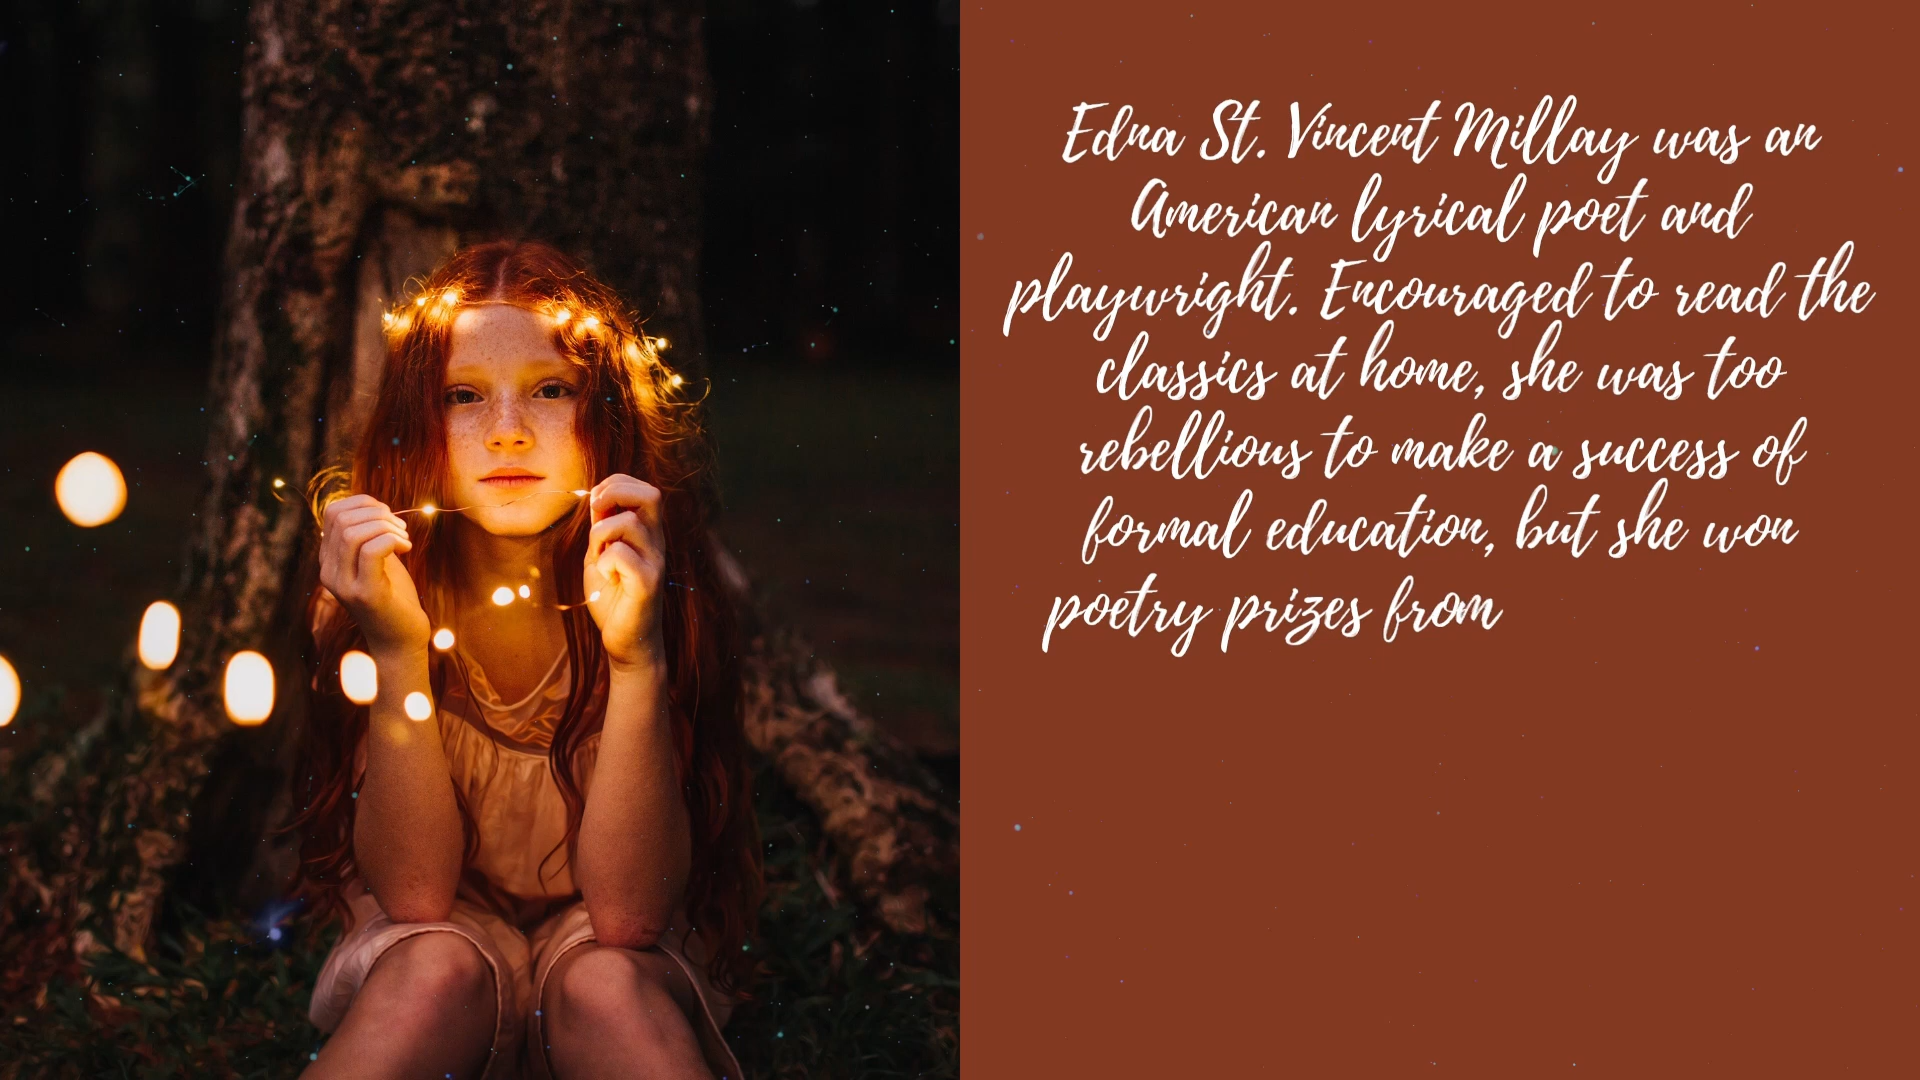 Edna St. Vincent Millay was an
American lyrical poet and
playwright. Encouraged to read the
classics at home, she was too
rebellious to make a success of
formal education, but she won
poetry prizes from